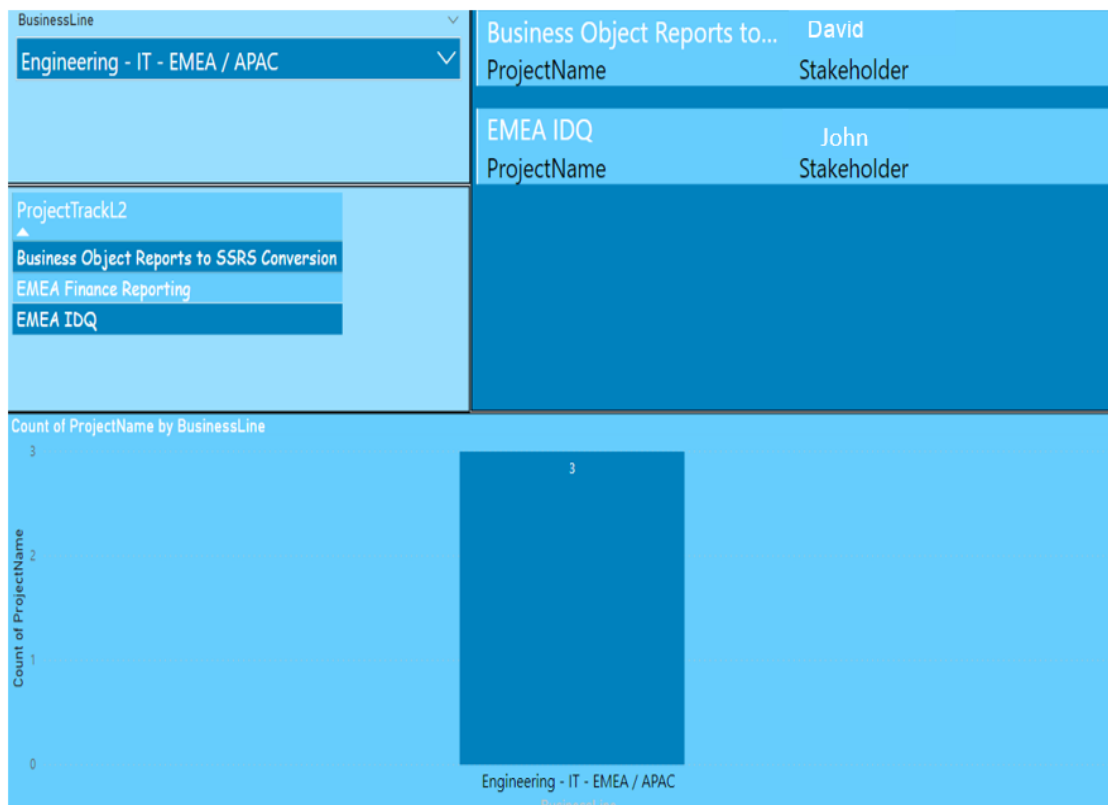 BusinessLine
Engineering - IT - EMEA / APAC
Business Object Reports to... David
ProjectName Stakeholder
EMEA IDQ John
ProjectName Stakeholder
ProjectTrackL2
Business Object Reports to SSRS Conversion
EMEA Finance Reporting
EMEA IDQ
Count of ProjectName by BusinessLine
Count of ProjectName
3
2
1
0
3
Engineering - IT - EMEA / APAC
BusinessLine